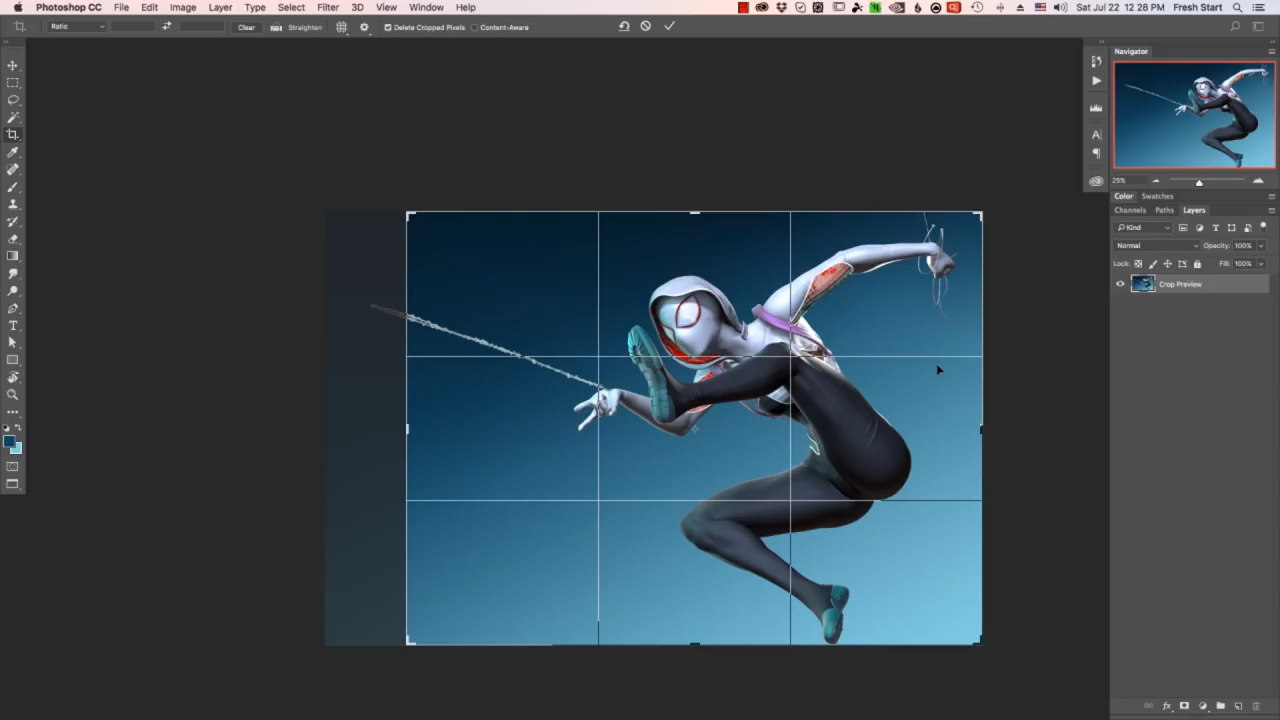 Photoshop CC File Edit Image Layer Type Select Filter 3D View Window Help Sat Jul 22 12:28 PM Fresh Start
Ratio Clear Straighten Delete Cropped Pixels Content-Aware
Navigator
25%
Color Swatches
Channels Paths Layers
Kind
Normal Opacity: 100%
Lock: Fill: 100%
Crop Preview